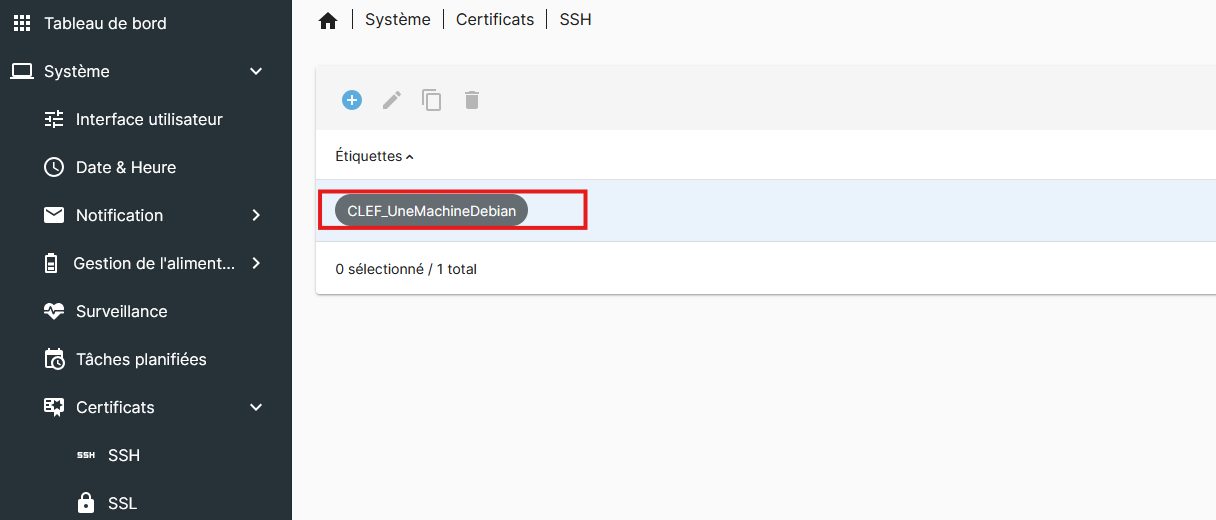 Tableau de bord
Système
Interface utilisateur
Date & Heure
Notification
Gestion de l'aliment...
Surveillance
Tâches planifiées
Certificats
SSH
SSH
SSL
Système | Certificats | SSH
Étiquettes
CLEF_UneMachineDebian
0 sélectionné / 1 total